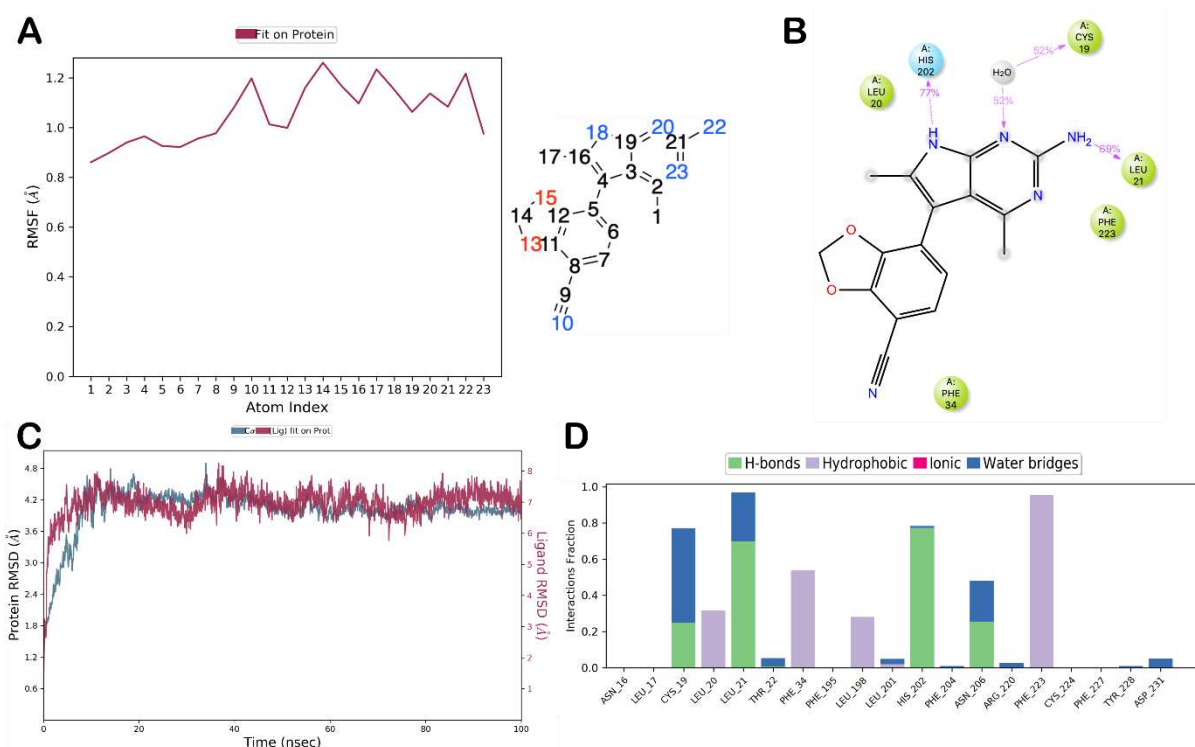 A
Fit on Protein
RMSF (Å)
1.2
1.0
0.8
0.6
0.4
0.2
0.0
1 2 3 4 5 6 7 8 9 10 11 12 13 14 15 16 17 18 19 20 21 22 23
Atom Index
18 20 22
17 16 19 21
3 23
4 2
15 5 1
14 12 6
13 11 7
8
9
10
B
A: CYS 19
A: HIS 202
52%
H₂O
A: LEU 20
77%
52%
H
N
N
NH₂
69%
A: LEU 21
N
A: PHE 223
O
O
N
A: PHE 34
C
(Lig) fit on Prot
Protein RMSD (Å)
4.8
4.2
3.6
3.0
2.4
1.8
1.2
0.6
Ligand RMSD (Å)
8
7
6
5
4
3
2
1
0 20 40 60 80 100
Time (nsec)
D
H-bonds Hydrophobic Ionic Water bridges
Interactions Fraction
1.0
0.8
0.6
0.4
0.2
0.0
ASN_16 LEU_17 CYS_19 LEU_20 LEU_21 THR_22 PHE_34 PHE_195 LEU_198 LEU_201 HIS_202 PHE_204 ASN_206 ARG_220 PHE_223 CYS_224 PHE_227 TYR_228 ASP_231